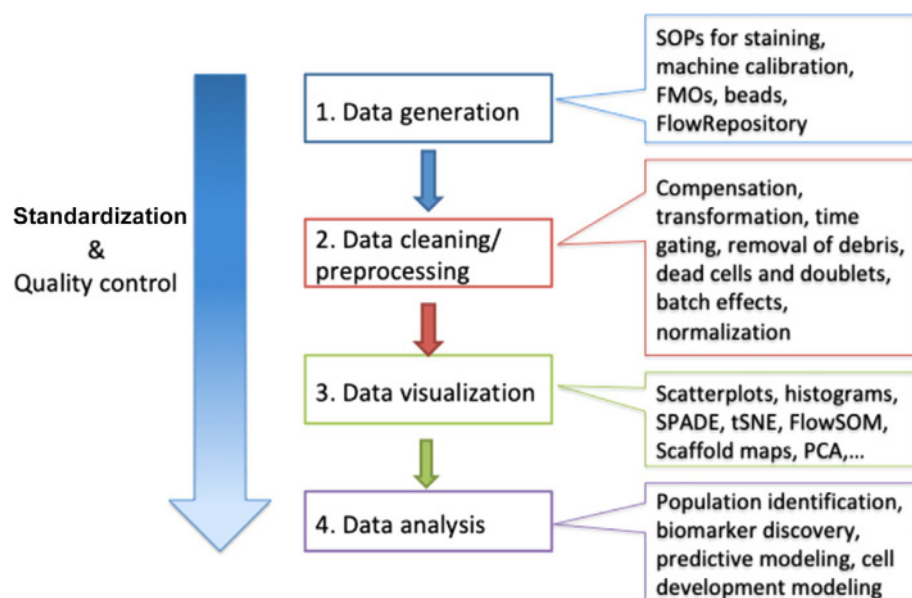 Standardization
&
Quality control
1. Data generation
SOPs for staining,
machine calibration,
FMOs, beads,
FlowRepository
2. Data cleaning/
preprocessing
Compensation,
transformation, time
gating, removal of debris,
dead cells and doublets,
batch effects,
normalization
3. Data visualization
Scatterplots, histograms,
SPADE, tSNE, FlowSOM,
Scaffold maps, PCA,...
4. Data analysis
Population identification,
biomarker discovery,
predictive modeling, cell
development modeling